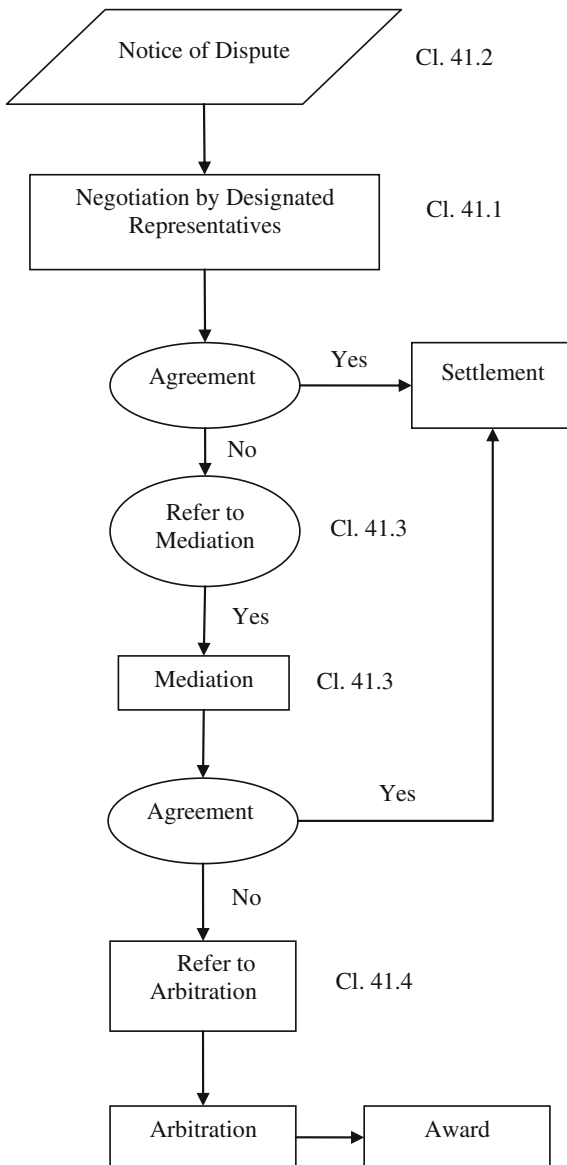 Notice of Dispute
Cl. 41.2
Negotiation by Designated
Representatives
Cl. 41.1
Agreement
Yes
Settlement
No
Refer to
Mediation
Cl. 41.3
Yes
Mediation
Cl. 41.3
Agreement
Yes
No
Refer to
Arbitration
Cl. 41.4
Arbitration
Award